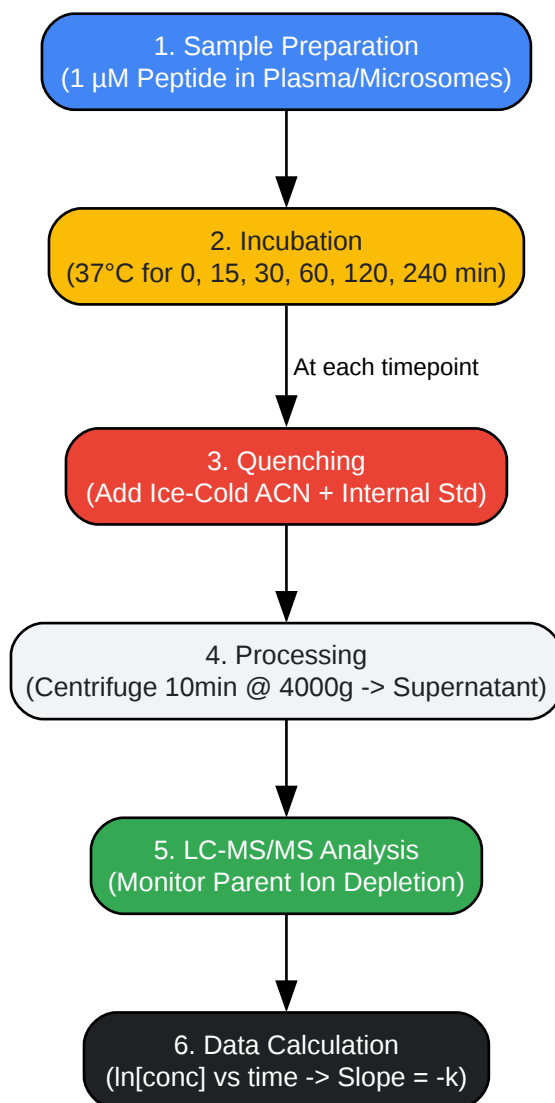 1. Sample Preparation
(1 µM Peptide in Plasma/Microsomes)
2. Incubation
(37°C for 0, 15, 30, 60, 120, 240 min)
At each timepoint
3. Quenching
(Add Ice-Cold ACN + Internal Std)
4. Processing
(Centrifuge 10min @ 4000g -> Supernatant)
5. LC-MS/MS Analysis
(Monitor Parent Ion Depletion)
6. Data Calculation
(ln[conc] vs time -> Slope = -k)